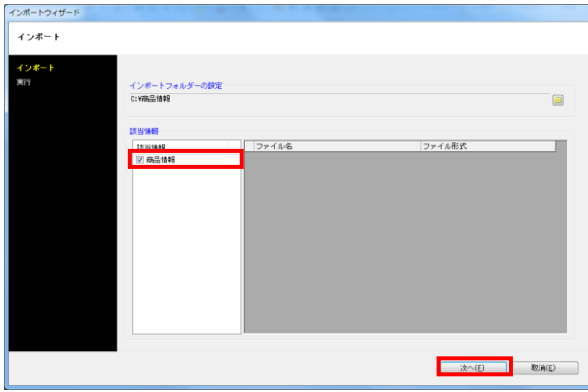 インポートウィザード
インポート
インポート
実行
インポートフォルダーの設定
C:¥商品情報
該当情報
該当情報
ファイル名
ファイル形式
商品情報
次へ(F)
取消(E)